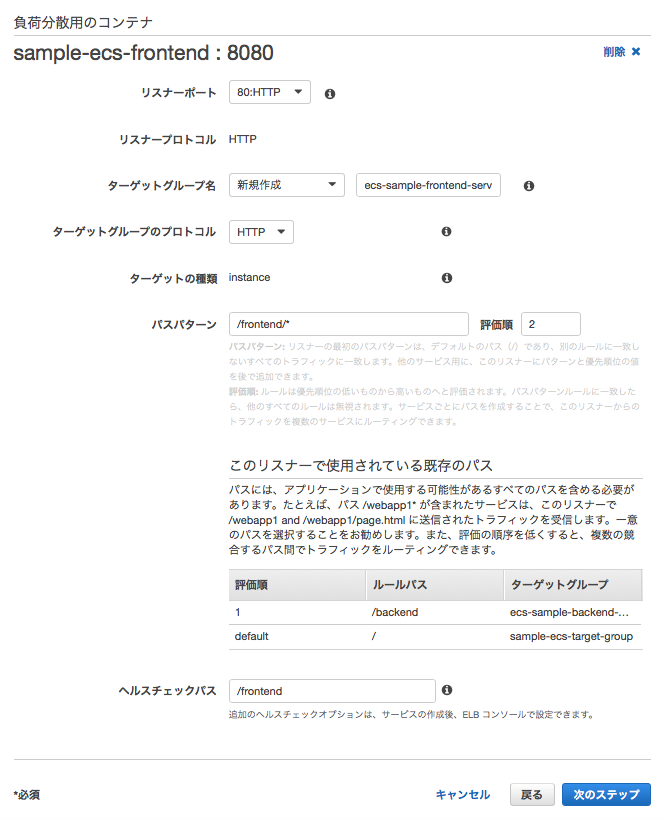 負荷分散用のコンテナ
sample-ecs-frontend : 8080
削除 ✖
リスナーポート 80:HTTP
リスナープロトコル HTTP
ターゲットグループ名 新規作成 ecs-sample-frontend-serv
ターゲットグループのプロトコル HTTP
ターゲットの種類 instance
パスパターン /frontend/* 評価順 2
パスパターン: リスナーの最初のパスパターンは、デフォルトのパス（/）であり、別のルールに一致し
ないすべてのトラフィックに一致します。他のサービス用に、このリスナーにパターンと優先順位の値
を後で追加できます。
評価順: ルールは優先順位の低いものから高いものへと評価されます。パスパターンルールに一致した
ら、他のすべてのルールは無視されます。サービスごとにパスを作成することで、このリスナーからの
トラフィックを複数のサービスにルーティングできます。
このリスナーで使用されている既存のパス
パスには、アプリケーションで使用する可能性があるすべてのパスを含める必要が
あります。たとえば、パス /webapp1* が含まれたサービスは、このリスナーで
/webapp1 and /webapp1/page.html に送信されたトラフィックを受信します。一意
のパスを選択することをお勧めします。また、評価の順序を低くすると、複数の競
合するパス間でトラフィックをルーティングできます。
評価順 ルールパス ターゲットグループ
1 /backend ecs-sample-backend-...
default / sample-ecs-target-group
ヘルスチェックパス /frontend
追加のヘルスチェックオプションは、サービスの作成後、ELB コンソールで設定できます。
*必須 キャンセル 戻る 次のステップ